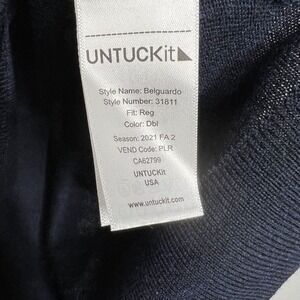 UNTUCKit
Style Name: Belguardo
Style Number: 31811
Fit: Reg
Color: Dbl
Season: 2021 FA 2
VEND Code: PLR
CA62799
UNTUCKit
USA
www.untuckit.com